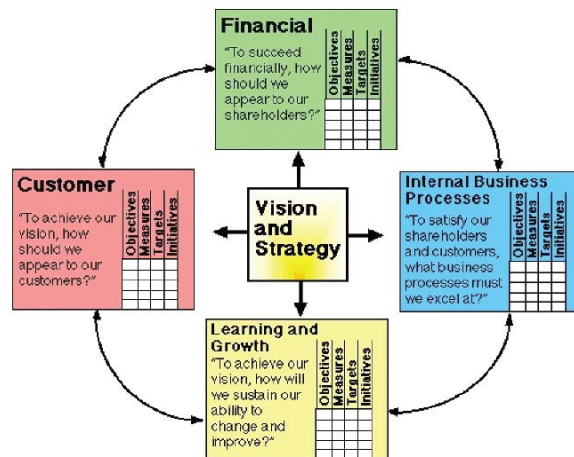 Financial
“To succeed
financially, how
should we
appear to our
shareholders?”
Objectives
Measures
Targets
Initiatives
Customer
“To achieve our
vision, how
should we
appear to our
customers?”
Objectives
Measures
Targets
Initiatives
Vision
and
Strategy
Internal Business
Processes
“To satisfy our
shareholders
and customers,
what business
processes must
we excel at?”
Objectives
Measures
Targets
Initiatives
Learning and
Growth
“To achieve our
vision, how will
we sustain our
ability to
change and
improve?”
Objectives
Measures
Targets
Initiatives